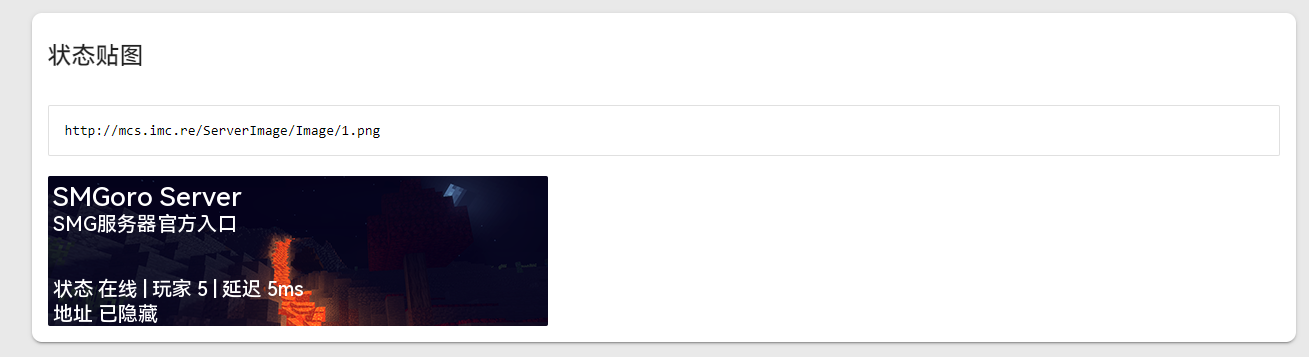 状态贴图
http://mcs.imc.re/ServerImage/Image/1.png
SMGoro Server
SMG服务器官方入口
状态 在线 | 玩家 5 | 延迟 5ms
地址 已隐藏